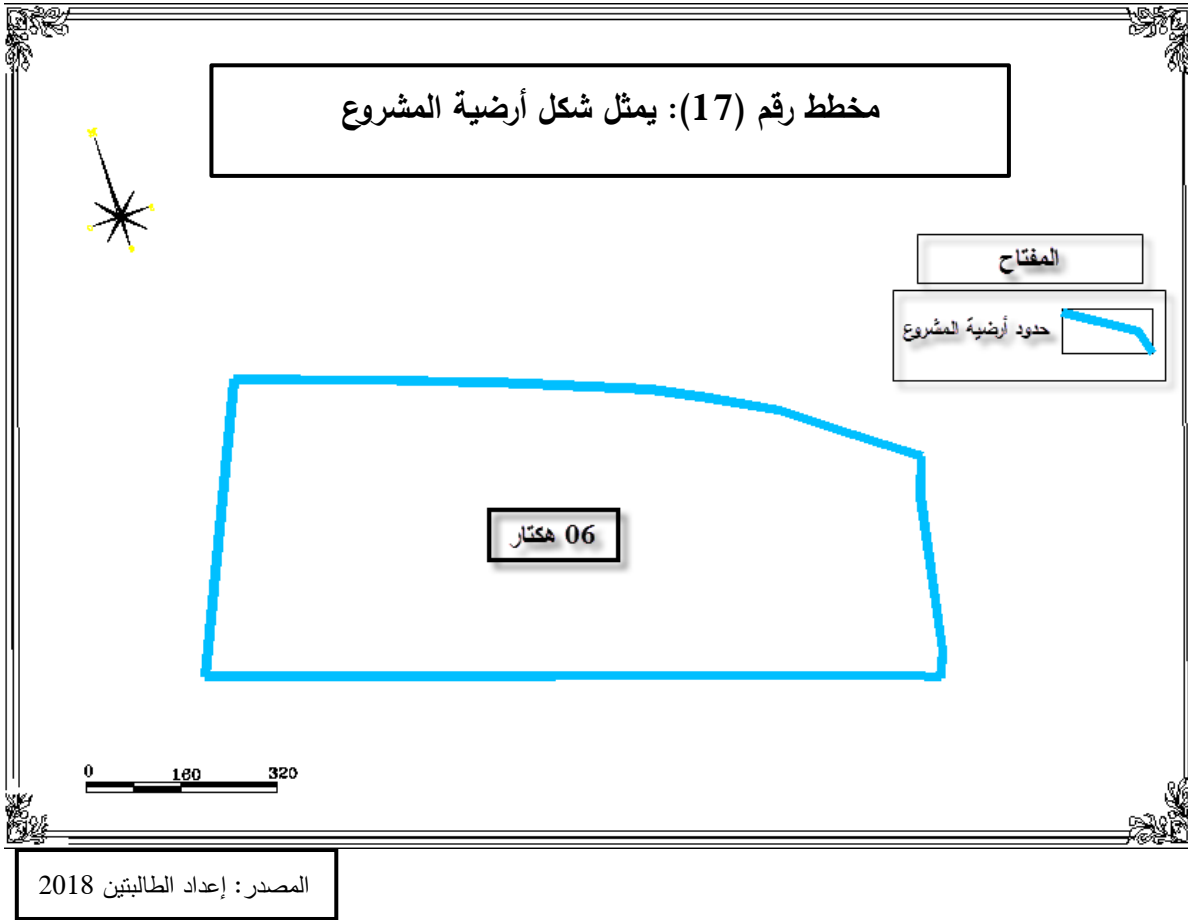 مخطط رقم (17): يمثل شكل أرضية المشروع
المفتاح
حدود أرضية المشروع
06 هكتار
0 160 320
المصدر: إعداد الطالبتين 2018